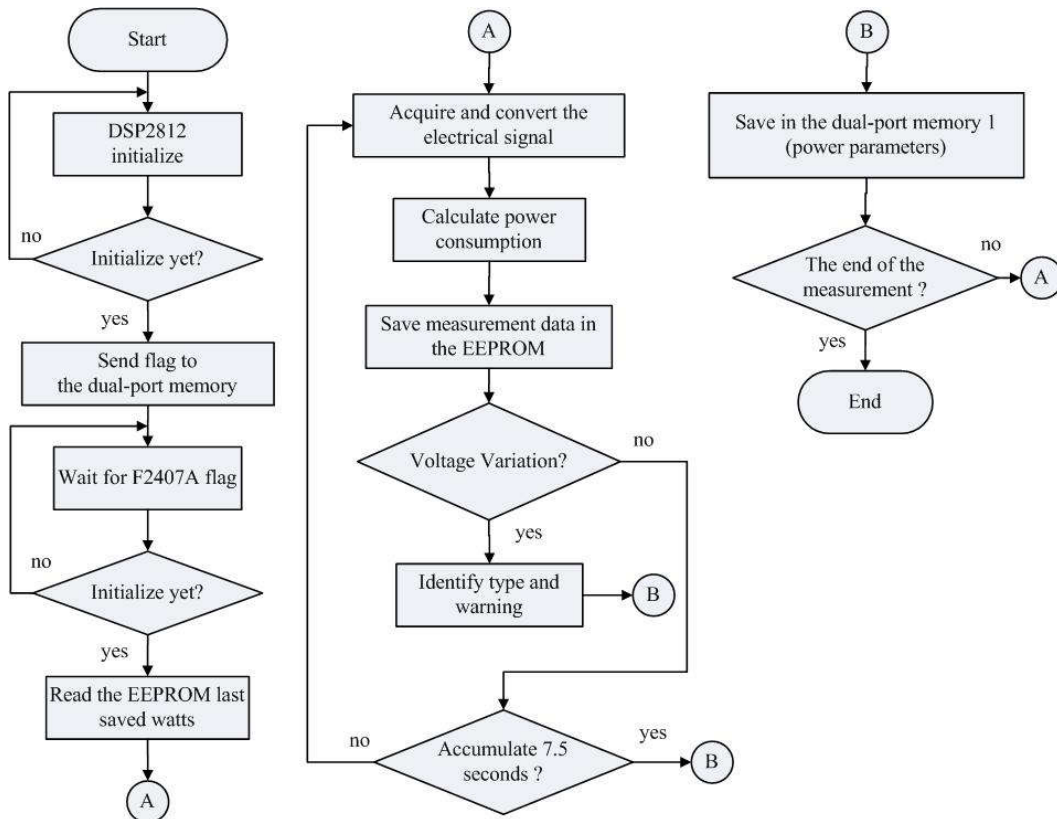 Start
DSP2812
initialize
no
Initialize yet?
yes
Send flag to
the dual-port memory
Wait for F2407A flag
no
Initialize yet?
yes
Read the EEPROM last
saved watts
A
A
Acquire and convert the
electrical signal
Calculate power
consumption
Save measurement data in
the EEPROM
no
Voltage Variation?
yes
Identify type and
warning
B
no
Accumulate 7.5
seconds ?
yes
B
B
Save in the dual-port memory 1
(power parameters)
no
The end of the
measurement ?
A
yes
End